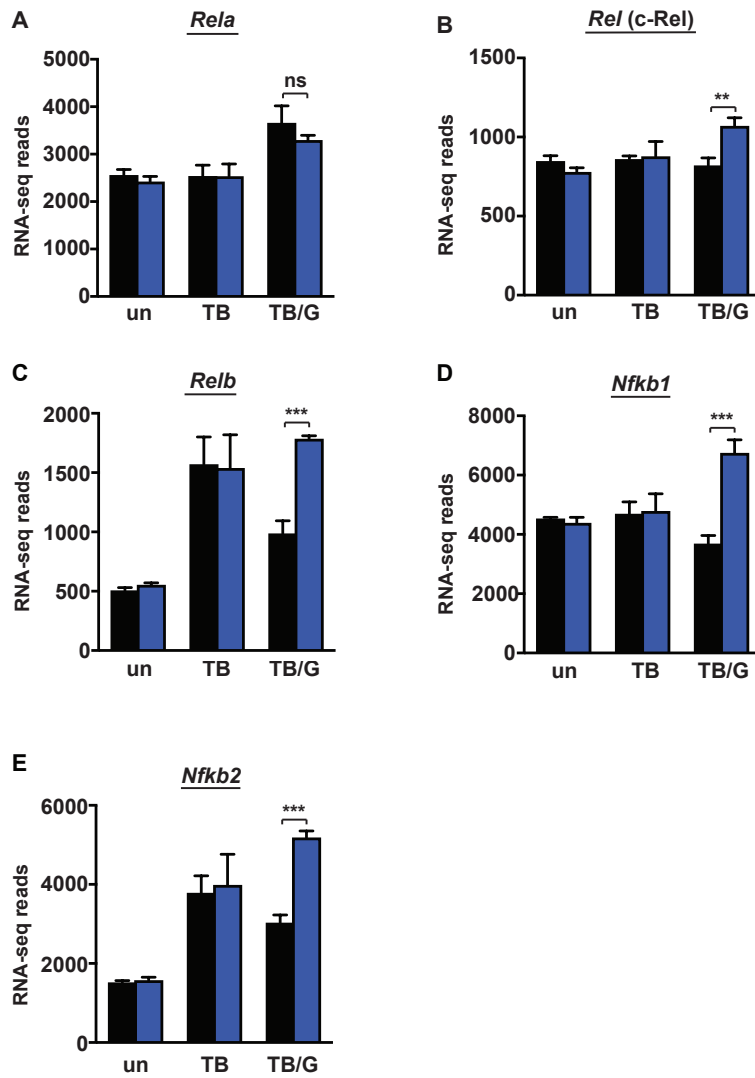 A
Rela
RNA-seq reads
5000
4000
3000
2000
1000
0
ns
un TB TB/G
B
Rel (c-Rel)
RNA-seq reads
1500
1000
500
0
**
un TB TB/G
C
Relb
RNA-seq reads
2000
1500
1000
500
0
***
un TB TB/G
D
Nfkb1
RNA-seq reads
8000
6000
4000
2000
0
***
un TB TB/G
E
Nfkb2
RNA-seq reads
6000
4000
2000
0
***
un TB TB/G